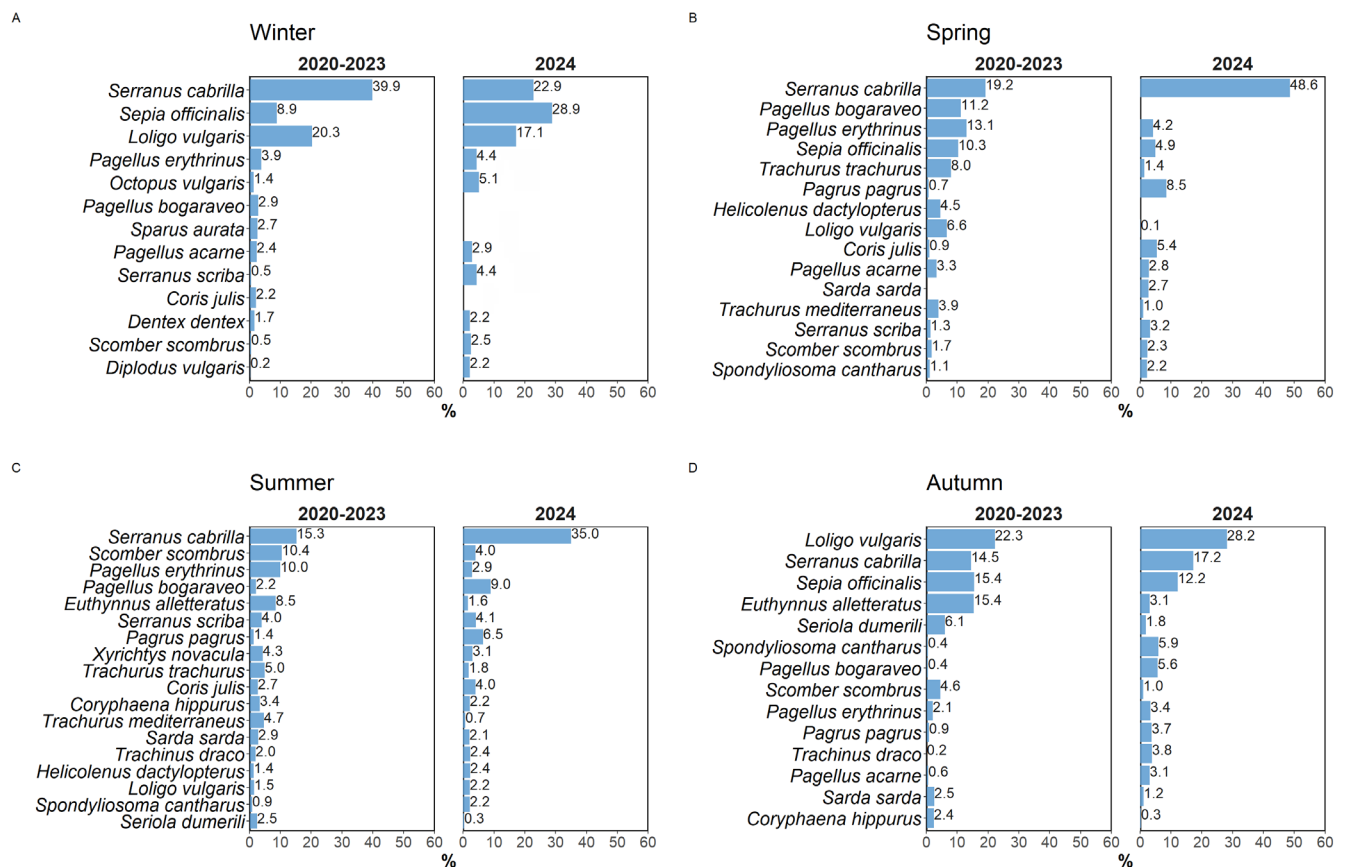 A
Winter
2020-2023 2024
Serranus cabrilla 39.9 22.9
Sepia officinalis 8.9 28.9
Loligo vulgaris 20.3 17.1
Pagellus erythrinus 3.9 4.4
Octopus vulgaris 1.4 5.1
Pagellus bogaraveo 2.9
Sparus aurata 2.7
Pagellus acarne 2.4 2.9
Serranus scriba 0.5 4.4
Coris julis 2.2
Dentex dentex 1.7 2.2
Scomber scombrus 0.5 2.5
Diplodus vulgaris 0.2 2.2
0 10 20 30 40 50 60 0 10 20 30 40 50 60
%
B
Spring
2020-2023 2024
Serranus cabrilla 19.2 48.6
Pagellus bogaraveo 11.2
Pagellus erythrinus 13.1 4.2
Sepia officinalis 10.3 4.9
Trachurus trachurus 8.0 1.4
Pagrus pagrus 0.7 8.5
Helicolenus dactylopterus 4.5
Loligo vulgaris 6.6 0.1
Coris julis 0.9 5.4
Pagellus acarne 3.3 2.8
Sarda sarda 2.7
Trachurus mediterraneus 3.9 1.0
Serranus scriba 1.3 3.2
Scomber scombrus 1.7 2.3
Spondyliosoma cantharus 1.1 2.2
0 10 20 30 40 50 60 0 10 20 30 40 50 60
%
C
Summer
2020-2023 2024
Serranus cabrilla 15.3 35.0
Scomber scombrus 10.4 4.0
Pagellus erythrinus 10.0 2.9
Pagellus bogaraveo 2.2 9.0
Euthynnus alletteratus 8.5 1.6
Serranus scriba 4.0 4.1
Pagrus pagrus 1.4 6.5
Xyrichtys novacula 4.3 3.1
Trachurus trachurus 5.0 1.8
Coris julis 2.7 4.0
Coryphaena hippurus 3.4 2.2
Trachurus mediterraneus 4.7 0.7
Sarda sarda 2.9 2.1
Trachinus draco 2.0 2.4
Helicolenus dactylopterus 1.4 2.4
Loligo vulgaris 1.5 2.2
Spondyliosoma cantharus 0.9 2.2
Seriola dumerili 2.5 0.3
0 10 20 30 40 50 60 0 10 20 30 40 50 60
%
D
Autumn
2020-2023 2024
Loligo vulgaris 22.3 28.2
Serranus cabrilla 14.5 17.2
Sepia officinalis 15.4 12.2
Euthynnus alletteratus 15.4 3.1
Seriola dumerili 6.1 1.8
Spondyliosoma cantharus 0.4 5.9
Pagellus bogaraveo 0.4 5.6
Scomber scombrus 4.6 1.0
Pagellus erythrinus 2.1 3.4
Pagrus pagrus 0.9 3.7
Trachinus draco 0.2 3.8
Pagellus acarne 0.6 3.1
Sarda sarda 2.5 1.2
Coryphaena hippurus 2.4 0.3
0 10 20 30 40 50 60 0 10 20 30 40 50 60
%